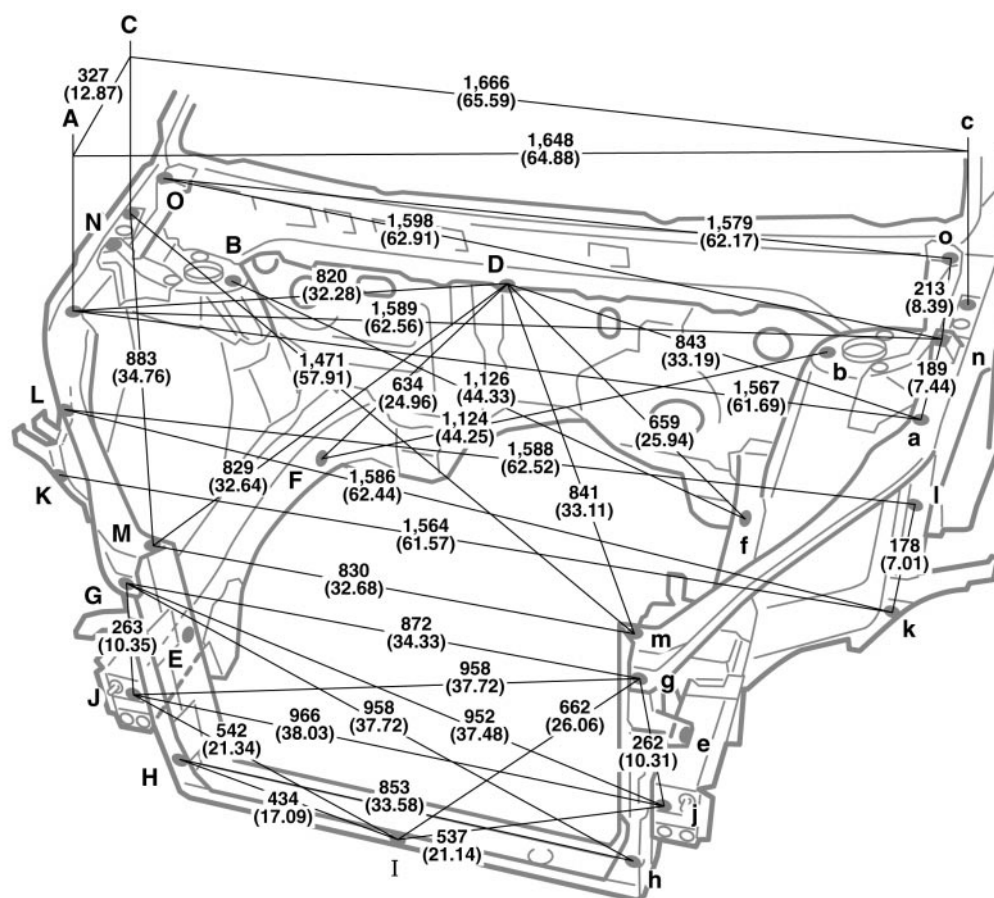 C
327
(12.87)
1,666
(65.59)
A
c
1,648
(64.88)
O
N
1,598
(62.91)
1,579
(62.17)
o
B
D
820
(32.28)
213
(8.39)
1,589
(62.56)
843
(33.19)
n
883
(34.76)
1,471
(57.91)
634
(24.96)
1,126
(44.33)
b
189
(7.44)
1,567
(61.69)
L
1,124
(44.25)
659
(25.94)
a
829
(32.64)
F
1,588
(62.52)
1,586
(62.44)
K
841
(33.11)
l
1,564
(61.57)
f
M
178
(7.01)
830
(32.68)
G
k
263
(10.35)
872
(34.33)
m
E
958
(37.72)
g
J
966
(38.03)
958
(37.72)
952
(37.48)
662
(26.06)
542
(21.34)
e
262
(10.31)
H
853
(33.58)
434
(17.09)
j
537
(21.14)
I
h